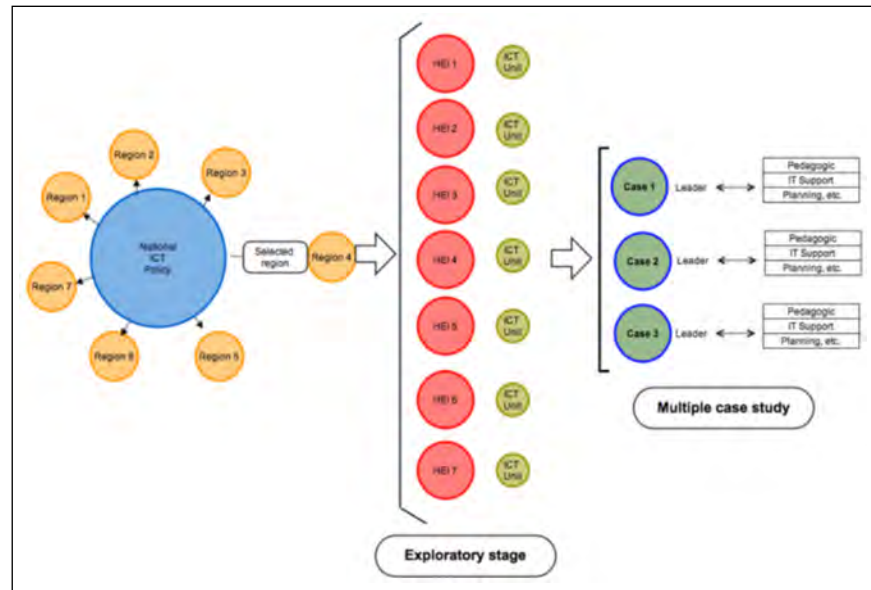 Region 2
Region 3
Region 1
National
ICT
Policy
Selected
region
Region 4
Region 7
Region 6
Region 5
HEI 1
ICT
Unit
HEI 2
ICT
Unit
HEI 3
ICT
Unit
HEI 4
ICT
Unit
HEI 5
ICT
Unit
HEI 6
ICT
Unit
HEI 7
ICT
Unit
Exploratory stage
Case 1
Leader
Pedagogic
IT Support
Planning, etc.
Case 2
Leader
Pedagogic
IT Support
Planning, etc.
Case 3
Leader
Pedagogic
IT Support
Planning, etc.
Multiple case study